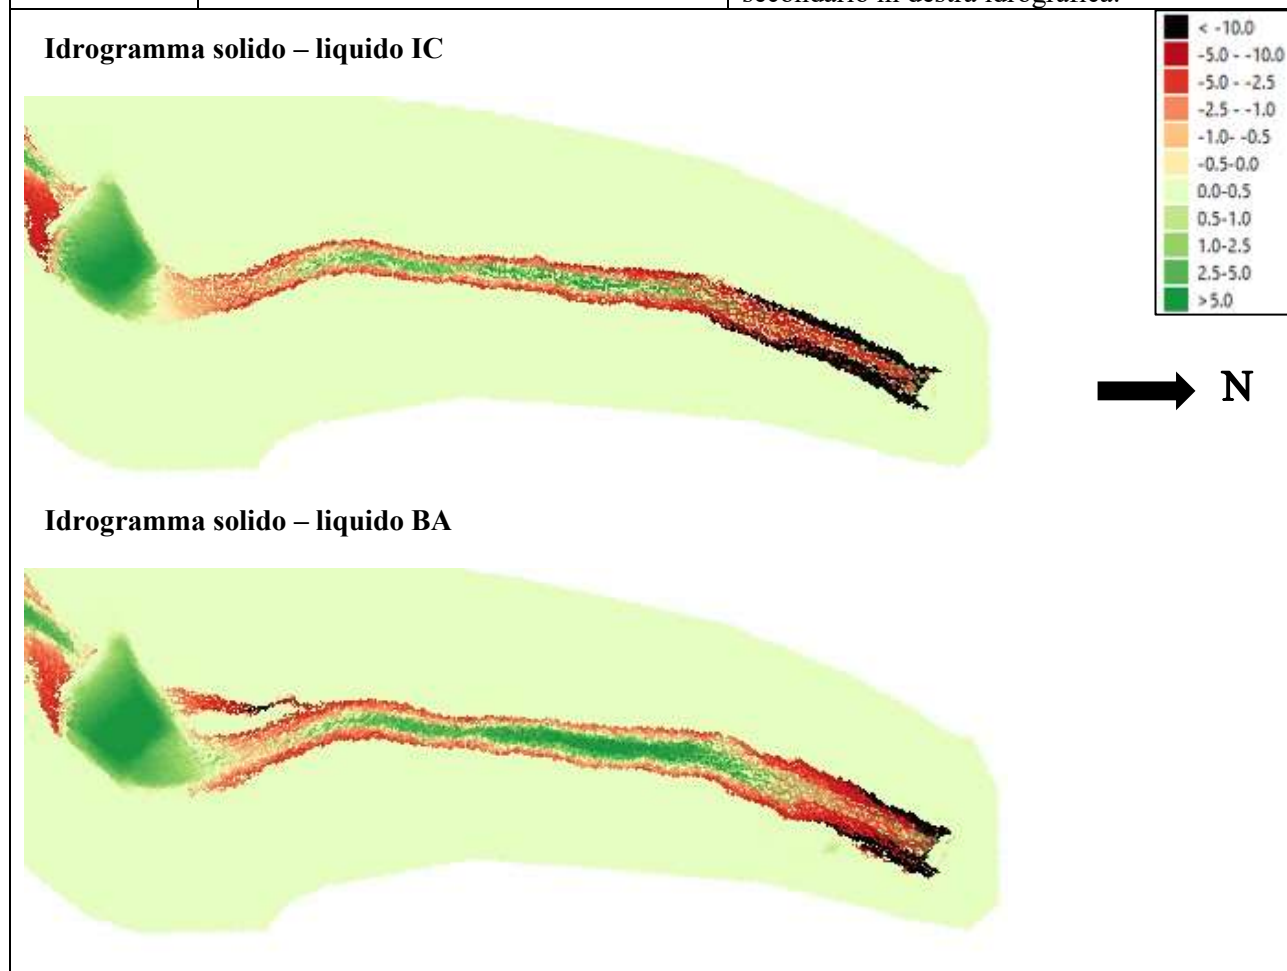 secondario in destra idrografica.
Idrogramma solido – liquido IC
< -10.0
-5.0 - -10.0
-5.0 - -2.5
-2.5 - -1.0
-1.0- -0.5
-0.5-0.0
0.0-0.5
0.5-1.0
1.0-2.5
2.5-5.0
>5.0
N
Idrogramma solido – liquido BA